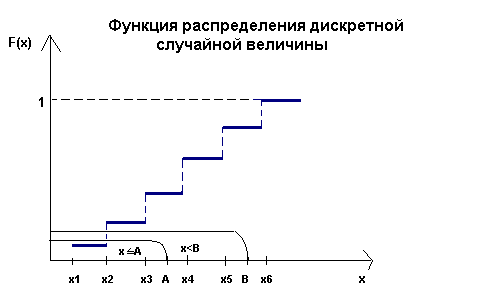 Функция распределения дискретной
случайной величины
F(x)
1
x ≤A
x<B
x1 x2 x3 A x4 x5 B x6 x